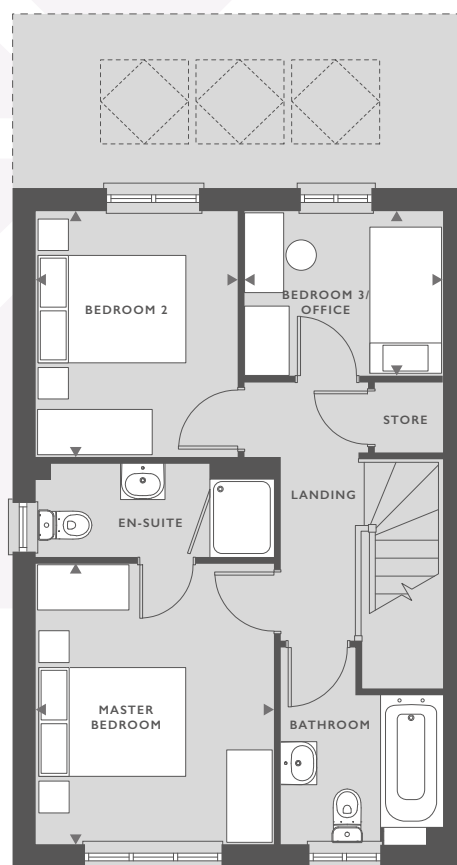 BEDROOM 2
BEDROOM 3/
OFFICE
STORE
LANDING
EN-SUITE
MASTER
BEDROOM
BATHROOM